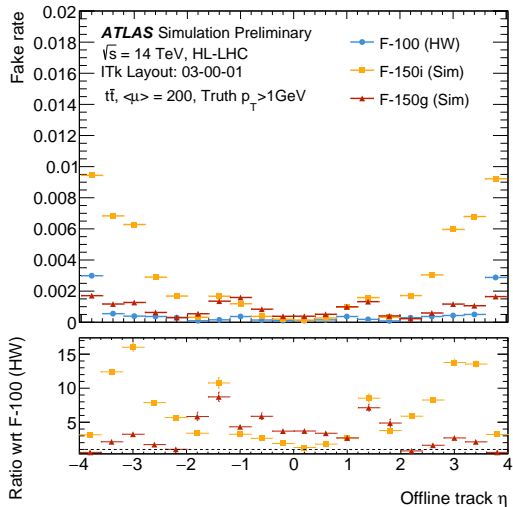 ATLAS Simulation Preliminary
√s = 14 TeV, HL-LHC
ITk Layout: 03-00-01
tt̄, <μ> = 200, Truth p_T>1GeV
F-100 (HW)
F-150i (Sim)
F-150g (Sim)
Fake rate
0.02
0.018
0.016
0.014
0.012
0.01
0.008
0.006
0.004
0.002
0
Ratio wrt F-100 (HW)
15
10
5
−4 −3 −2 −1 0 1 2 3 4
Offline track η